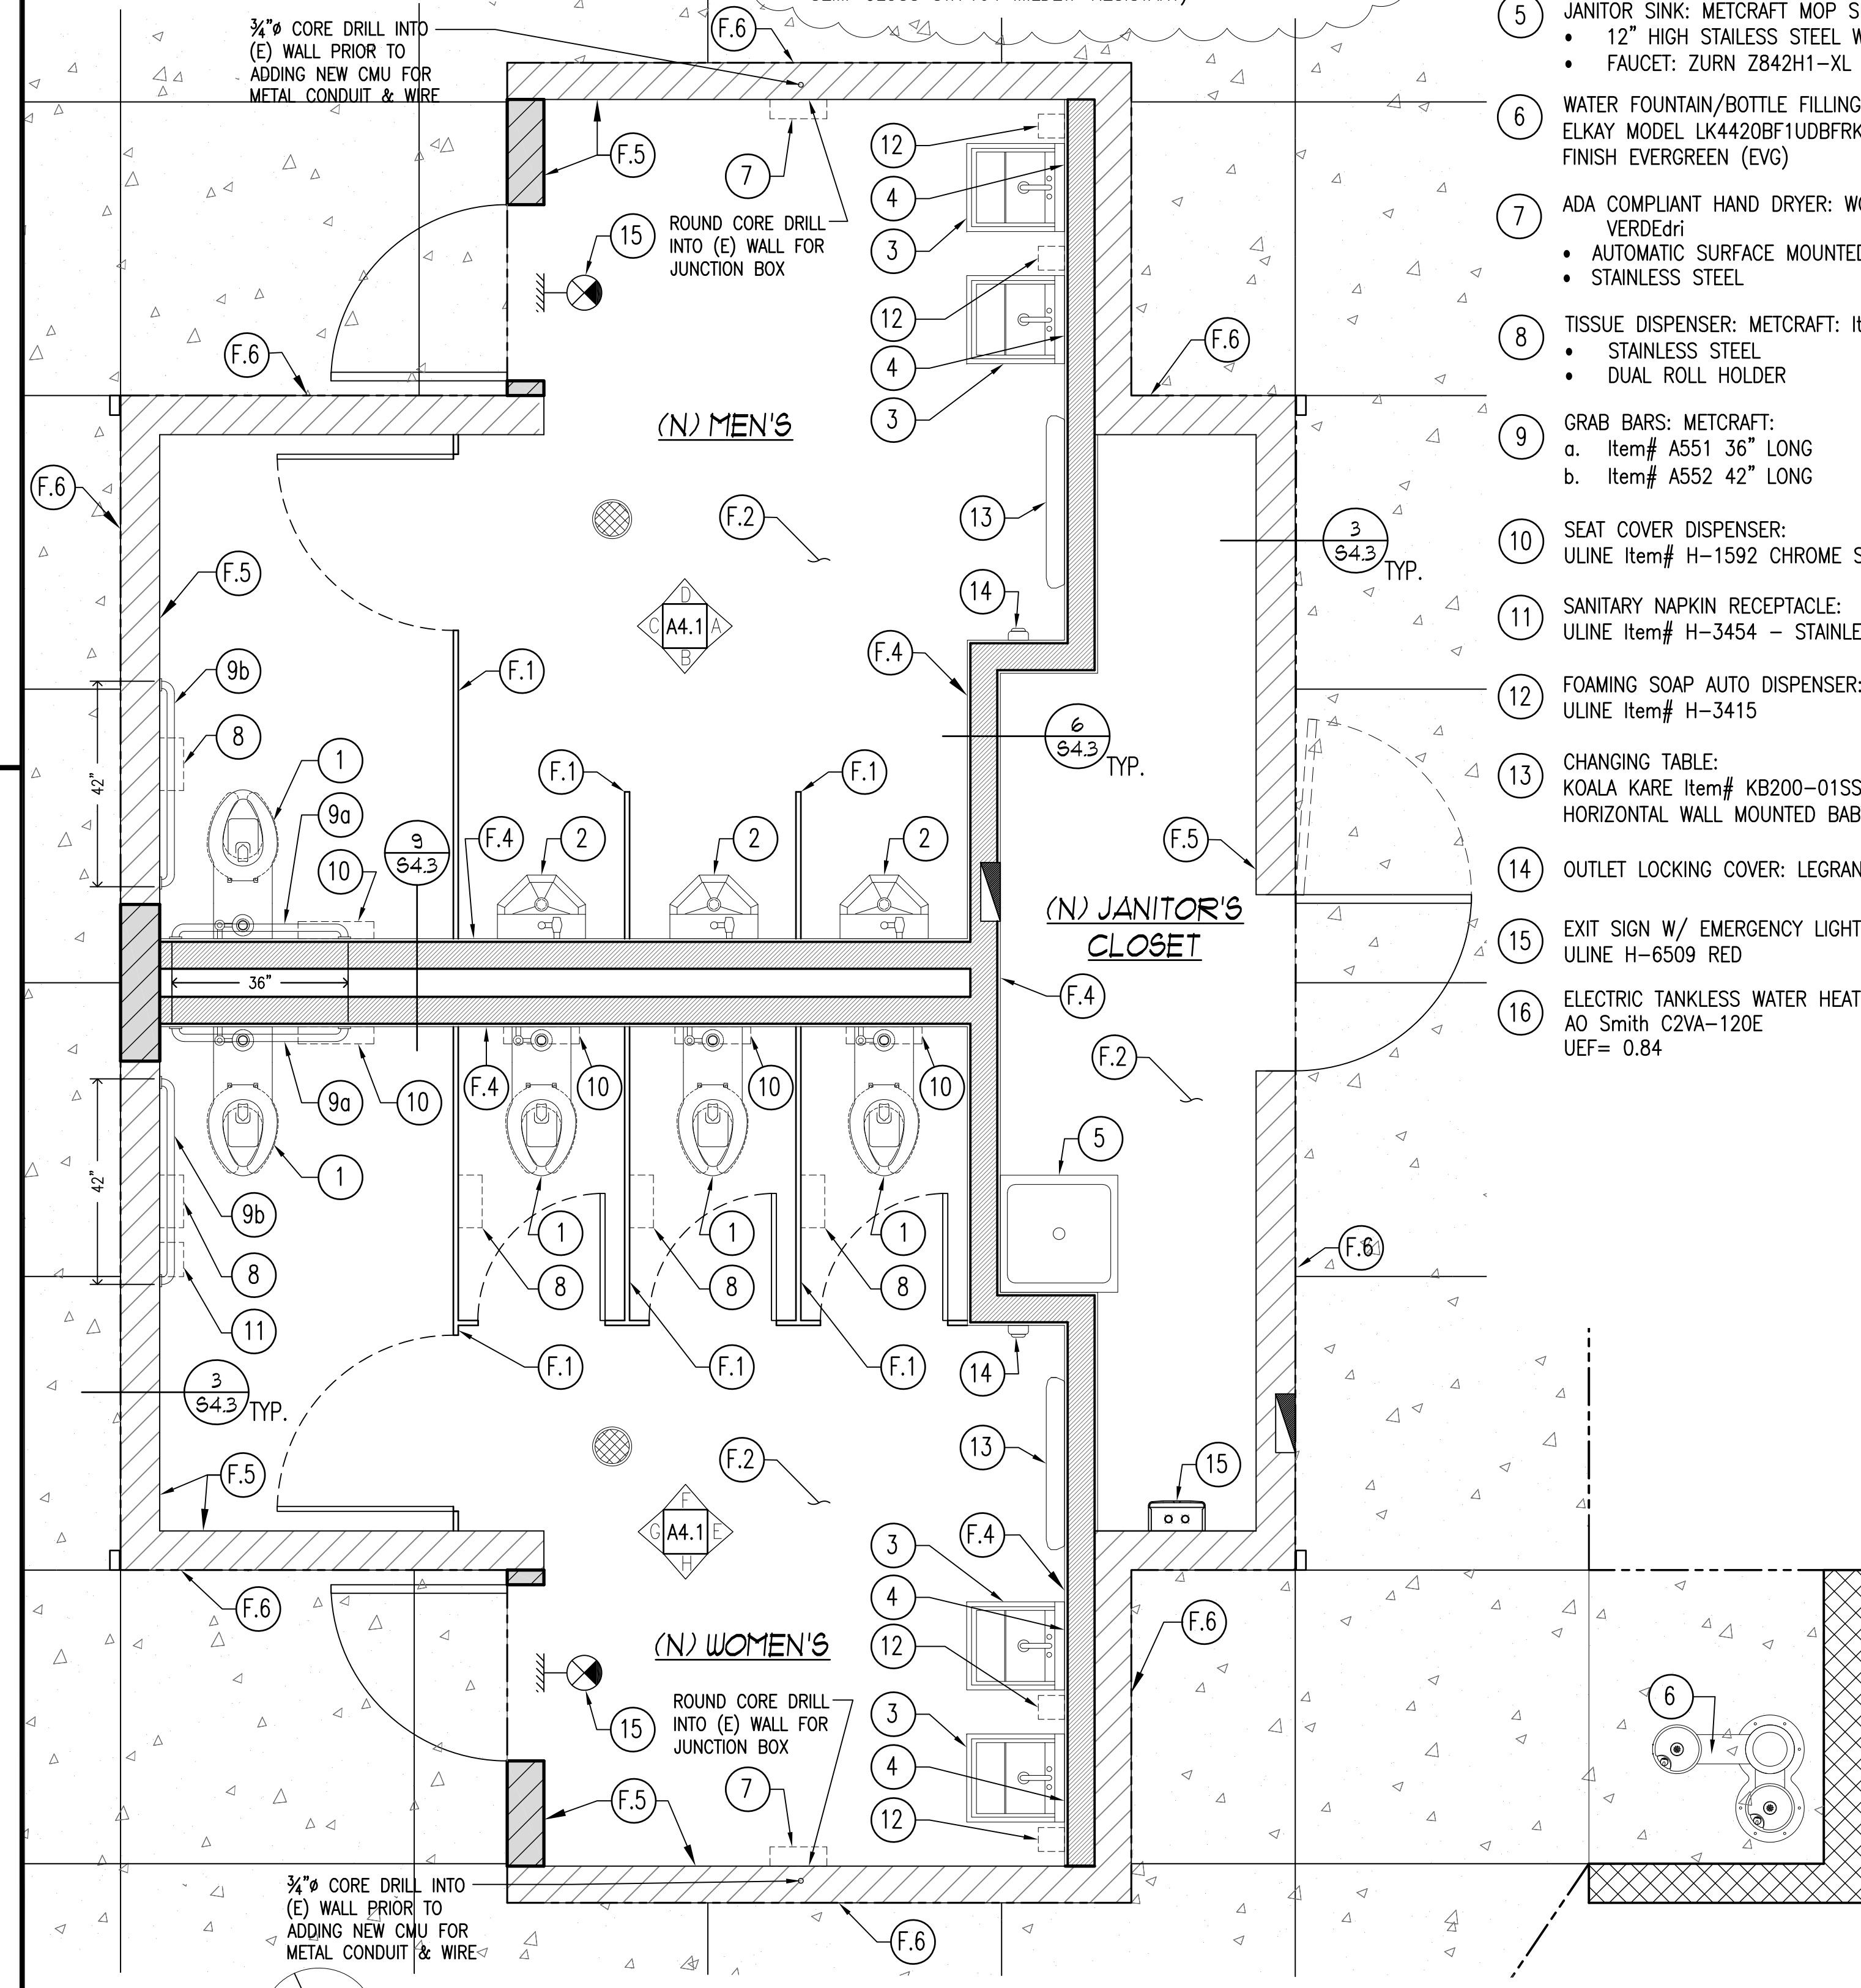 ¾"ø CORE DRILL INTO
(E) WALL PRIOR TO
ADDING NEW CMU FOR
METAL CONDUIT & WIRE
F.6
F.5
7
12
4
3
15
ROUND CORE DRILL
INTO (E) WALL FOR
JUNCTION BOX
12
4
3
F.6
F.6
(N) MEN'S
F.6
F.2
13
3
S4.3
TYP.
F.5
14
D
C A4.1 A
B
F.4
9b
F.1
8
42"
6
S4.3
TYP.
1
F.1
F.1
9a
9
S4.3
F.4
2
2
2
F.5
10
(N) JANITOR'S
CLOSET
36"
F.4
F.2
9a
10
F.4
10
10
10
5
1
42"
9b
8
1
1
1
8
8
8
F.6
11
F.1
F.1
F.1
14
3
S4.3
TYP.
13
F.5
F.2
15
F
G A4.1 E
H
F.4
3
4
F.6
F.6
(N) WOMEN'S
12
15
ROUND CORE DRILL
INTO (E) WALL FOR
JUNCTION BOX
3
4
7
F.5
12
6
¾"ø CORE DRILL INTO
(E) WALL PRIOR TO
ADDING NEW CMU FOR
METAL CONDUIT & WIRE
F.6
5 JANITOR SINK: METCRAFT MOP S
• 12" HIGH STAILESS STEEL W
• FAUCET: ZURN Z842H1-XL
6 WATER FOUNTAIN/BOTTLE FILLING
ELKAY MODEL LK4420BF1UDBFRK
FINISH EVERGREEN (EVG)
7 ADA COMPLIANT HAND DRYER: WO
VERDEdri
• AUTOMATIC SURFACE MOUNTED
• STAINLESS STEEL
8 TISSUE DISPENSER: METCRAFT: It
• STAINLESS STEEL
• DUAL ROLL HOLDER
9 GRAB BARS: METCRAFT:
a. Item# A551 36" LONG
b. Item# A552 42" LONG
10 SEAT COVER DISPENSER:
ULINE Item# H-1592 CHROME S
11 SANITARY NAPKIN RECEPTACLE:
ULINE Item# H-3454 - STAINLE
12 FOAMING SOAP AUTO DISPENSER:
ULINE Item# H-3415
13 CHANGING TABLE:
KOALA KARE Item# KB200-01SS
HORIZONTAL WALL MOUNTED BAB
14 OUTLET LOCKING COVER: LEGRAN
15 EXIT SIGN W/ EMERGENCY LIGHT
ULINE H-6509 RED
16 ELECTRIC TANKLESS WATER HEAT
AO Smith C2VA-120E
UEF= 0.84